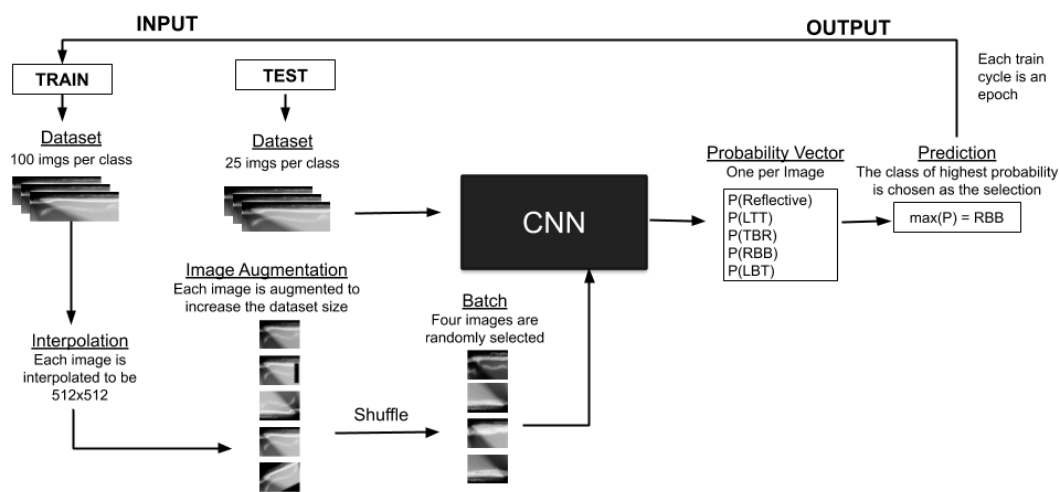 INPUT
OUTPUT
TRAIN
TEST
Each train
cycle is an
epoch
Dataset
100 imgs per class
Dataset
25 imgs per class
CNN
Probability Vector
One per Image
P(Reflective)
P(LTT)
P(TBR)
P(RBB)
P(LBT)
Prediction
The class of highest probability
is chosen as the selection
max(P) = RBB
Interpolation
Each image is
interpolated to be
512x512
Image Augmentation
Each image is augmented to
increase the dataset size
Shuffle
Batch
Four images are
randomly selected